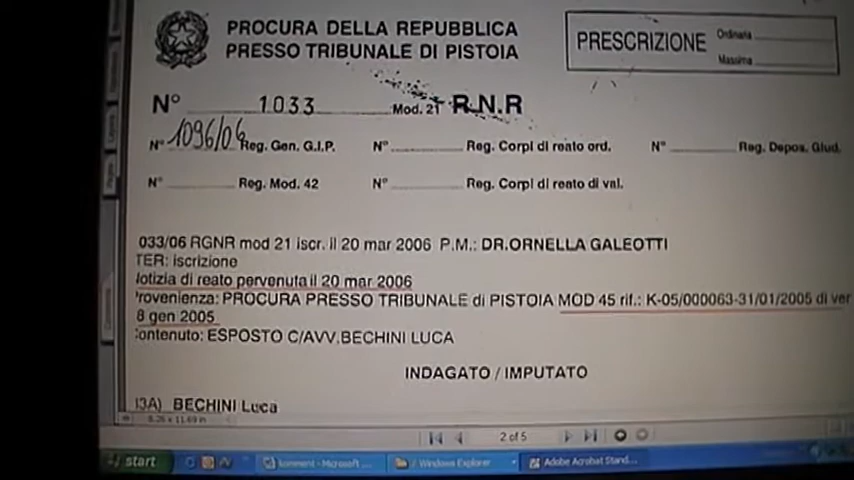 PROCURA DELLA REPUBBLICA
PRESSO TRIBUNALE DI PISTOIA
PRESCRIZIONE Ordinaria
Massima
N° 1033 Mod. 21 R.N.R
N° 1096/06 Reg. Gen. G.I.P. N° Reg. Corpi di reato ord. N° Reg. Depos. Giud.
N° Reg. Mod. 42 N° Reg. Corpi di reato di val.
033/06 RGNR mod 21 iscr. il 20 mar 2006 P.M.: DR.ORNELLA GALEOTTI
TER: iscrizione
otizia di reato pervenuta il 20 mar 2006
rovenienza: PROCURA PRESSO TRIBUNALE di PISTOIA MOD 45 rif.: K-05/000063-31/01/2005 di ver
8 gen 2005
ontenuto: ESPOSTO C/AVV.BECHINI LUCA
INDAGATO / IMPUTATO
3A) BECHINI Luca
8.26 x 11.69 in
2 of 5
start komment - Microsoft ... Windows Explorer Adobe Acrobat Stand...